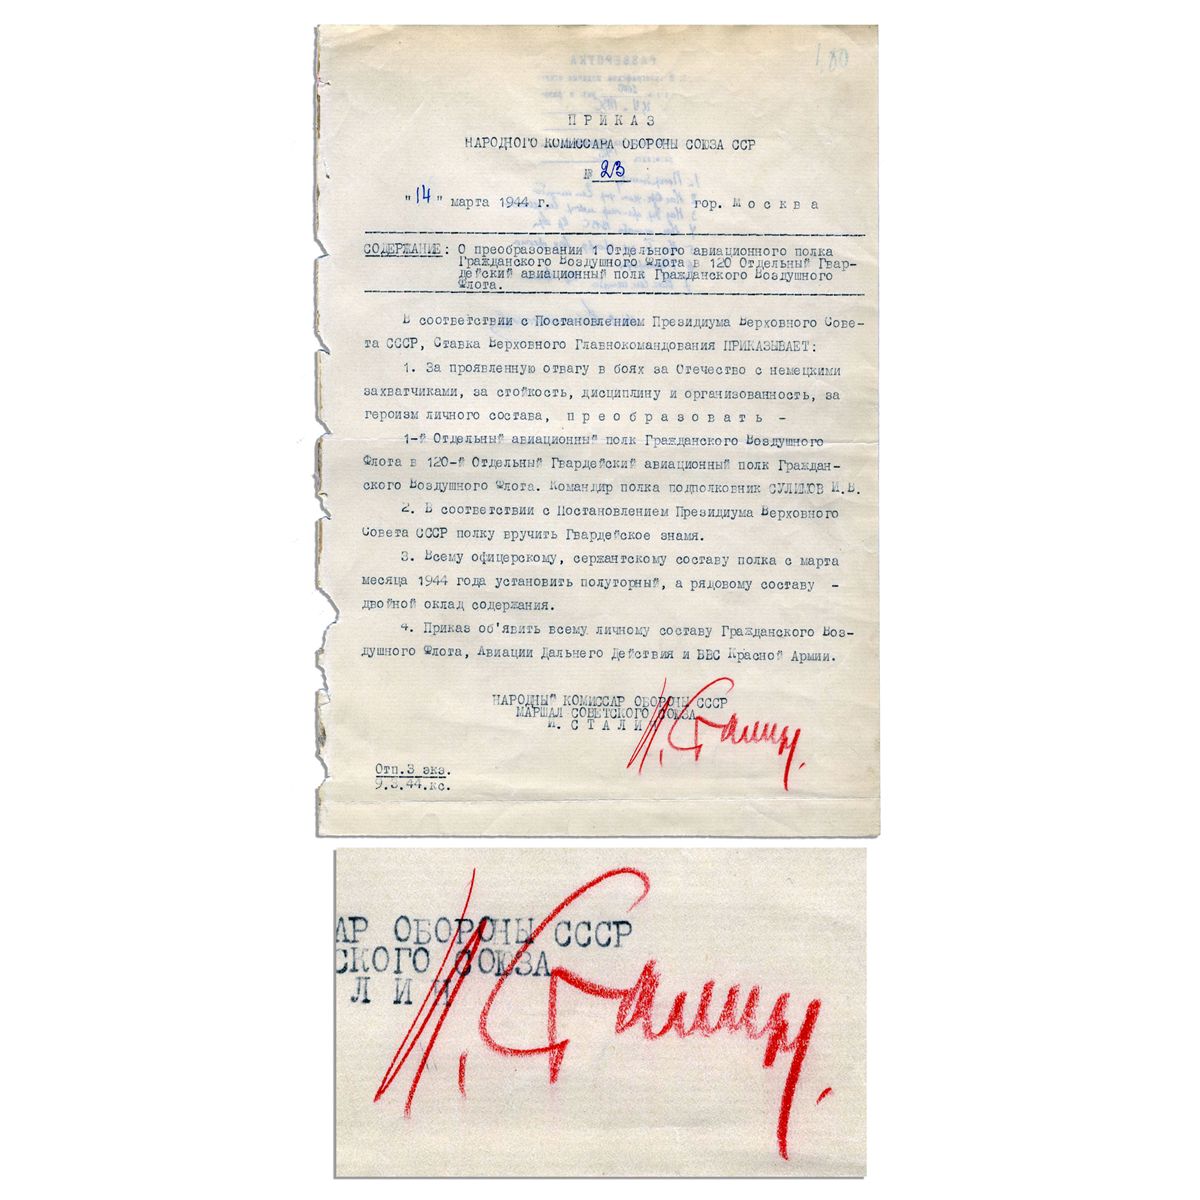 РАЗВЕРСТКА
П Р И К А З
НАРОДНОГО КОМИССАРА ОБОРОНЫ СОЮЗА ССР
№ 23
"14" марта 1944 г. гор. М о с к в а
СОДЕРЖАНИЕ: О преобразовании 1 Отдельного авиационного полка
Гражданского Воздушного Флота в 120 Отдельный Гвар-
дейский авиационный полк Гражданского Воздушного
Флота.
В соответствии с Постановлением Президиума Верховного Сове-
та СССР, Ставка Верховного Главнокомандования ПРИКАЗЫВАЕТ:
1. За проявленную отвагу в боях за Отечество с немецкими
захватчиками, за стойкость, дисциплину и организованность, за
героизм личного состава, п р е о б р а з о в а т ь -
1-й Отдельный авиационный полк Гражданского Воздушного
Флота в 120-й Отдельный Гвардейский авиационный полк Граждан-
ского Воздушного Флота. Командир полка подполковник СУЛИМОВ И.В.
2. В соответствии с Постановлением Президиума Верховного
Совета СССР полку вручить Гвардейское знамя.
3. Всему офицерскому, сержантскому составу полка с марта
месяца 1944 года установить полуторный, а рядовому составу -
двойной оклад содержания.
4. Приказ об'явить всему личному составу Гражданского Воз-
душного Флота, Авиации Дальнего Действия и ВВС Красной Армии.
НАРОДНЫЙ КОМИССАР ОБОРОНЫ СССР
МАРШАЛ СОВЕТСКОГО СОЮЗА
И. С Т А Л И Н
И. Сталин.
Отп.3 экз.
9.3.44.кс.
АР ОБОРОНЫ СССР
СКОГО СОЮЗА
Л И Н
И. Сталин.